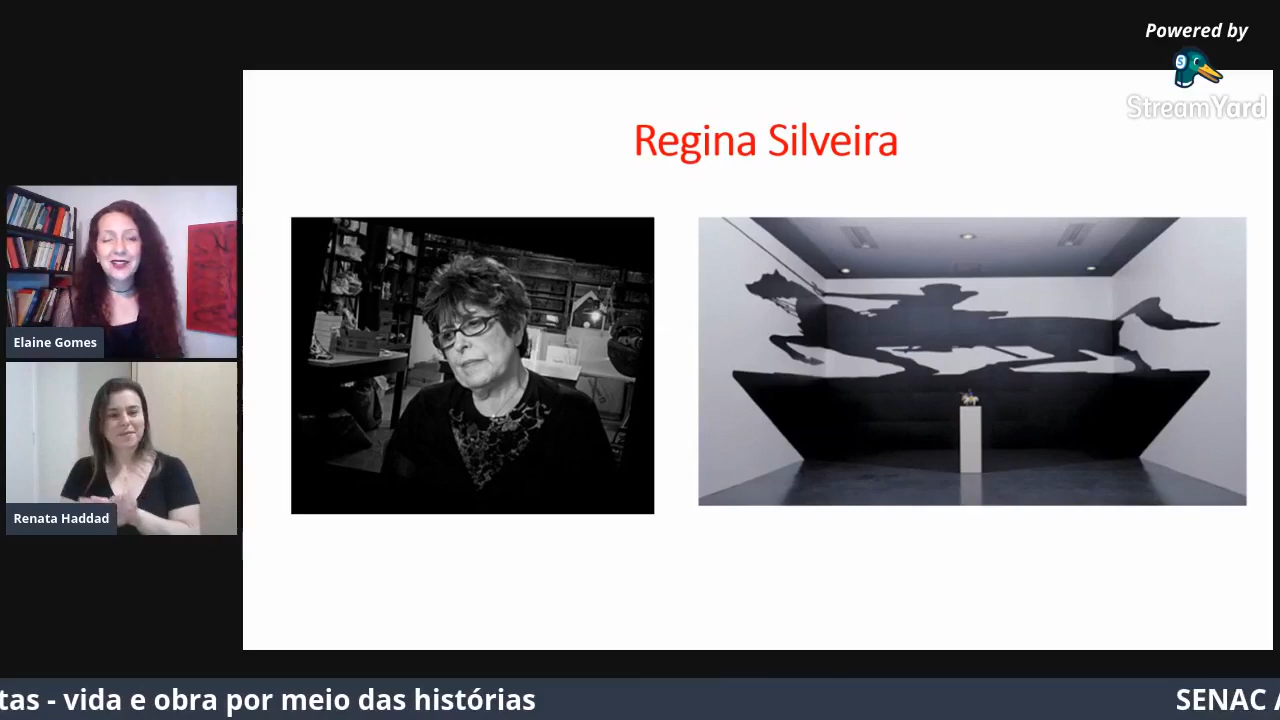 Powered by
StreamYard
Regina Silveira
Elaine Gomes
Renata Haddad
tas - vida e obra por meio das histórias
SENAC A